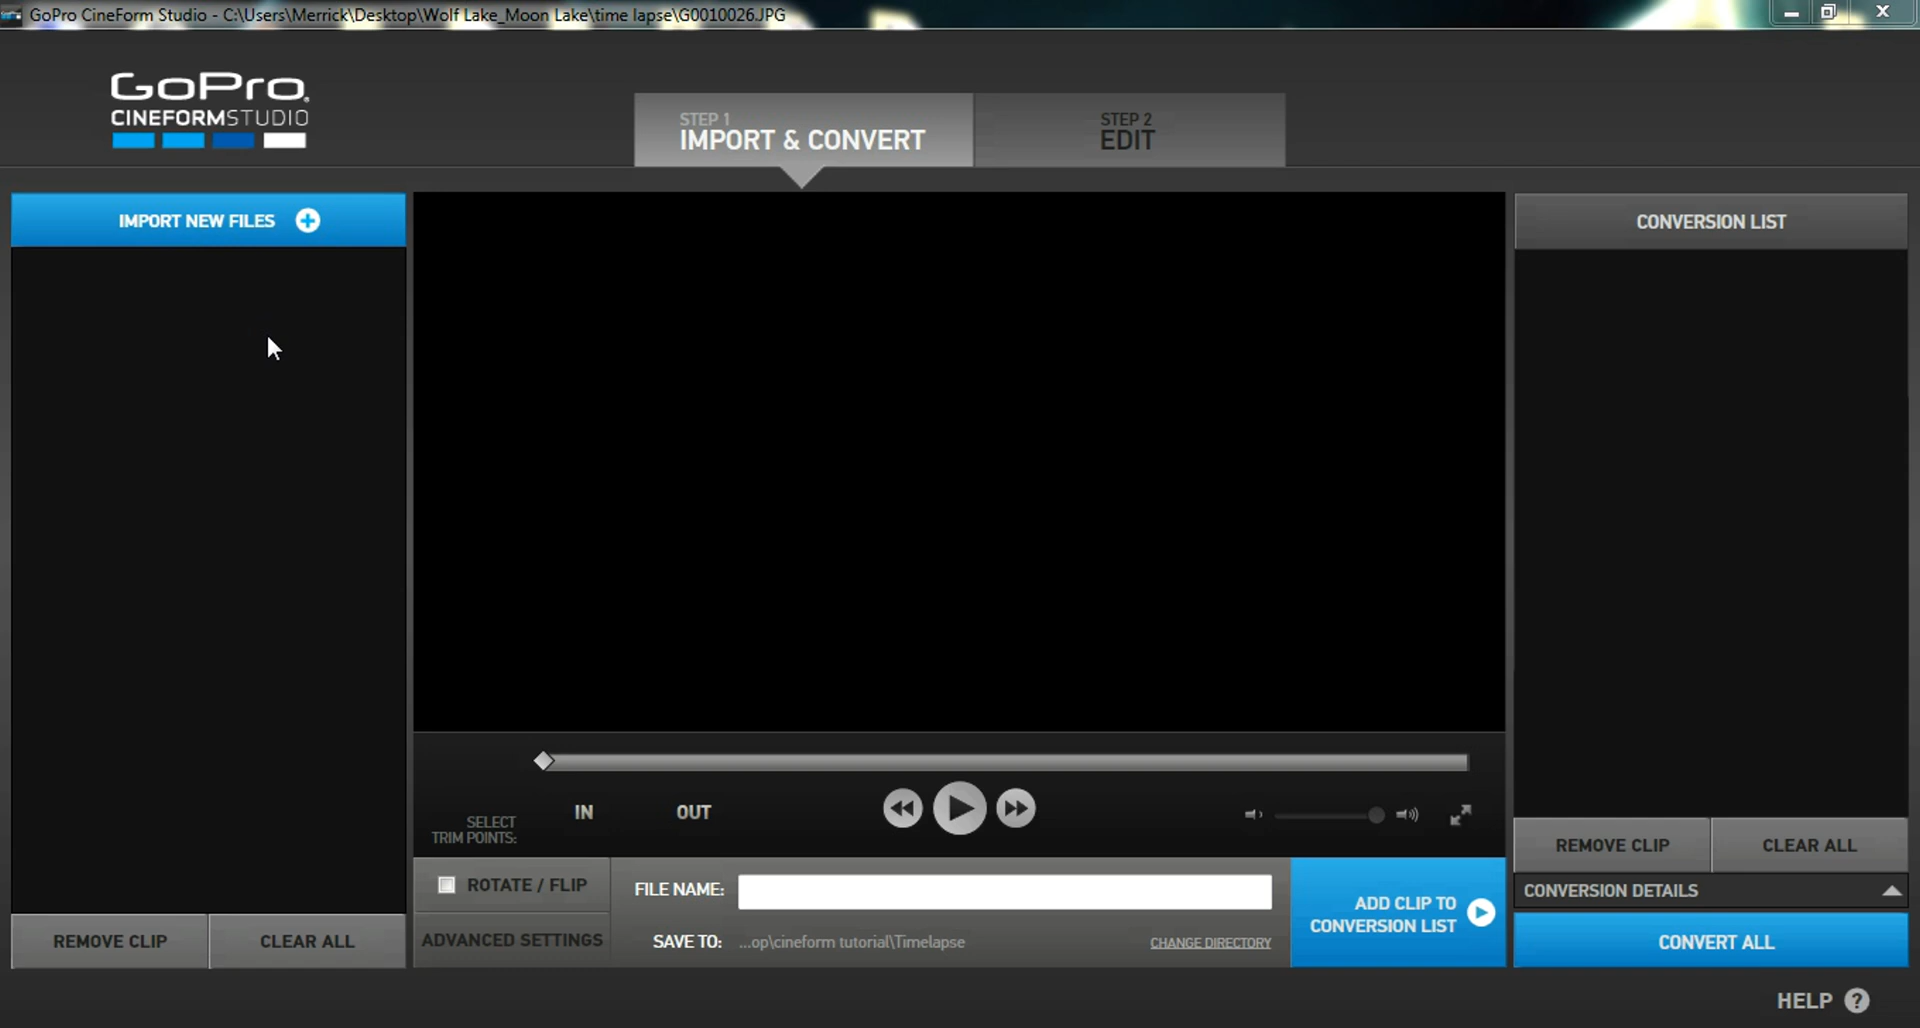 GoPro CineForm Studio - C:\Users\Merrick\Desktop\Wolf Lake_Moon Lake\time lapse\G0010026.JPG
GoPro
CINEFORMSTUDIO
STEP 1
IMPORT & CONVERT
STEP 2
EDIT
IMPORT NEW FILES
CONVERSION LIST
SELECT
TRIM POINTS:
IN
OUT
REMOVE CLIP
CLEAR ALL
ROTATE / FLIP
ADVANCED SETTINGS
FILE NAME:
SAVE TO: ...op\cineform tutorial\Timelapse
CHANGE DIRECTORY
ADD CLIP TO
CONVERSION LIST
REMOVE CLIP
CLEAR ALL
CONVERSION DETAILS
CONVERT ALL
HELP ?